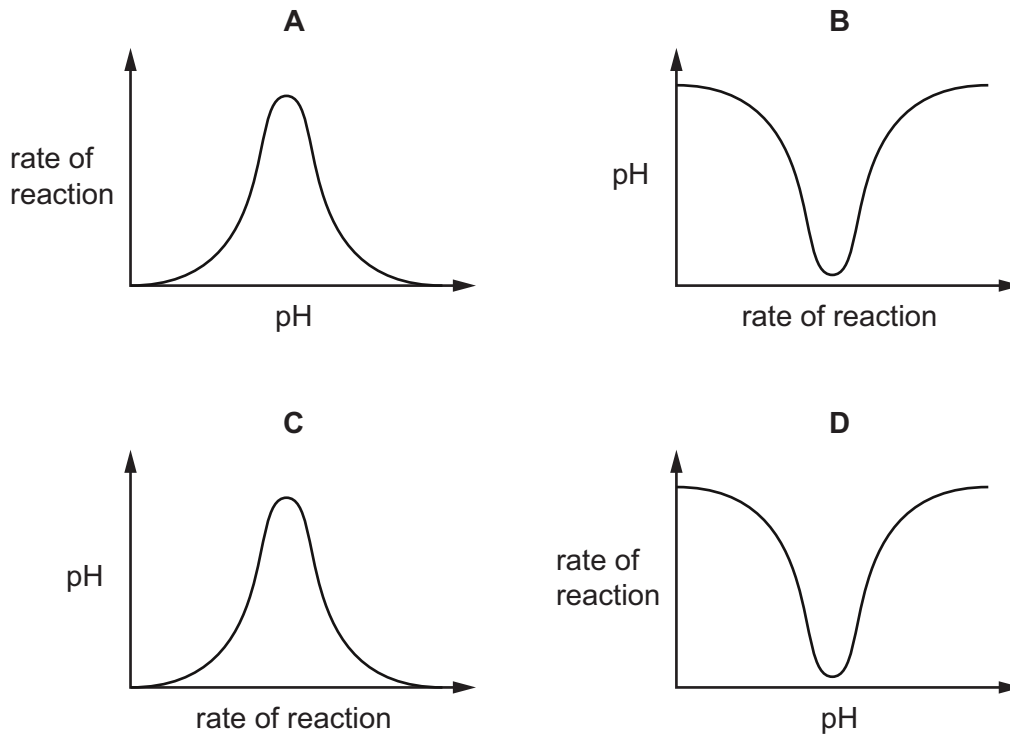 A
rate of
reaction
pH
B
pH
rate of reaction
C
pH
rate of reaction
D
rate of
reaction
pH